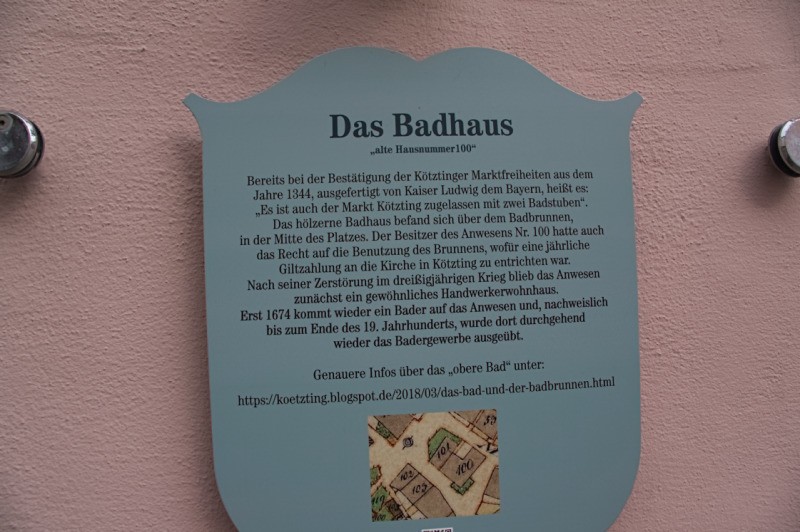 Das Badhaus
„alte Hausnummer100“
Bereits bei der Bestätigung der Kötztinger Marktfreiheiten aus dem
Jahre 1344, ausgefertigt von Kaiser Ludwig dem Bayern, heißt es:
„Es ist auch der Markt Kötzting zugelassen mit zwei Badstuben“.
Das hölzerne Badhaus befand sich über dem Badbrunnen,
in der Mitte des Platzes. Der Besitzer des Anwesens Nr. 100 hatte auch
das Recht auf die Benutzung des Brunnens, wofür eine jährliche
Giltzahlung an die Kirche in Kötzting zu entrichten war.
Nach seiner Zerstörung im dreißigjährigen Krieg blieb das Anwesen
zunächst ein gewöhnliches Handwerkerwohnhaus.
Erst 1674 kommt wieder ein Bader auf das Anwesen und, nachweislich
bis zum Ende des 19. Jahrhunderts, wurde dort durchgehend
wieder das Badergewerbe ausgeübt.
Genauere Infos über das „obere Bad“ unter:
https://koetzting.blogspot.de/2018/03/das-bad-und-der-badbrunnen.html
101
100
102
103